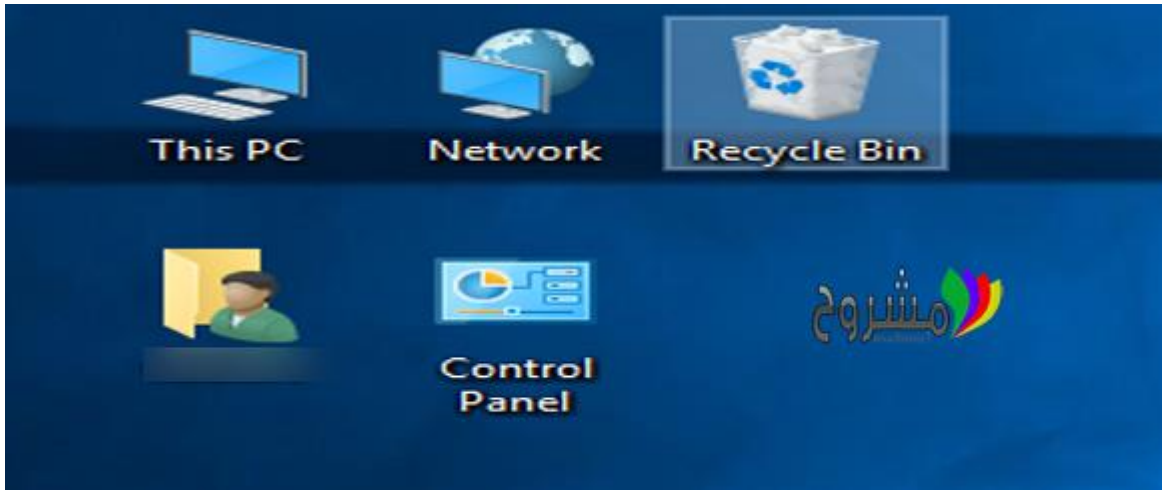 This PC
Network
Recycle Bin
Control
Panel
مشروح